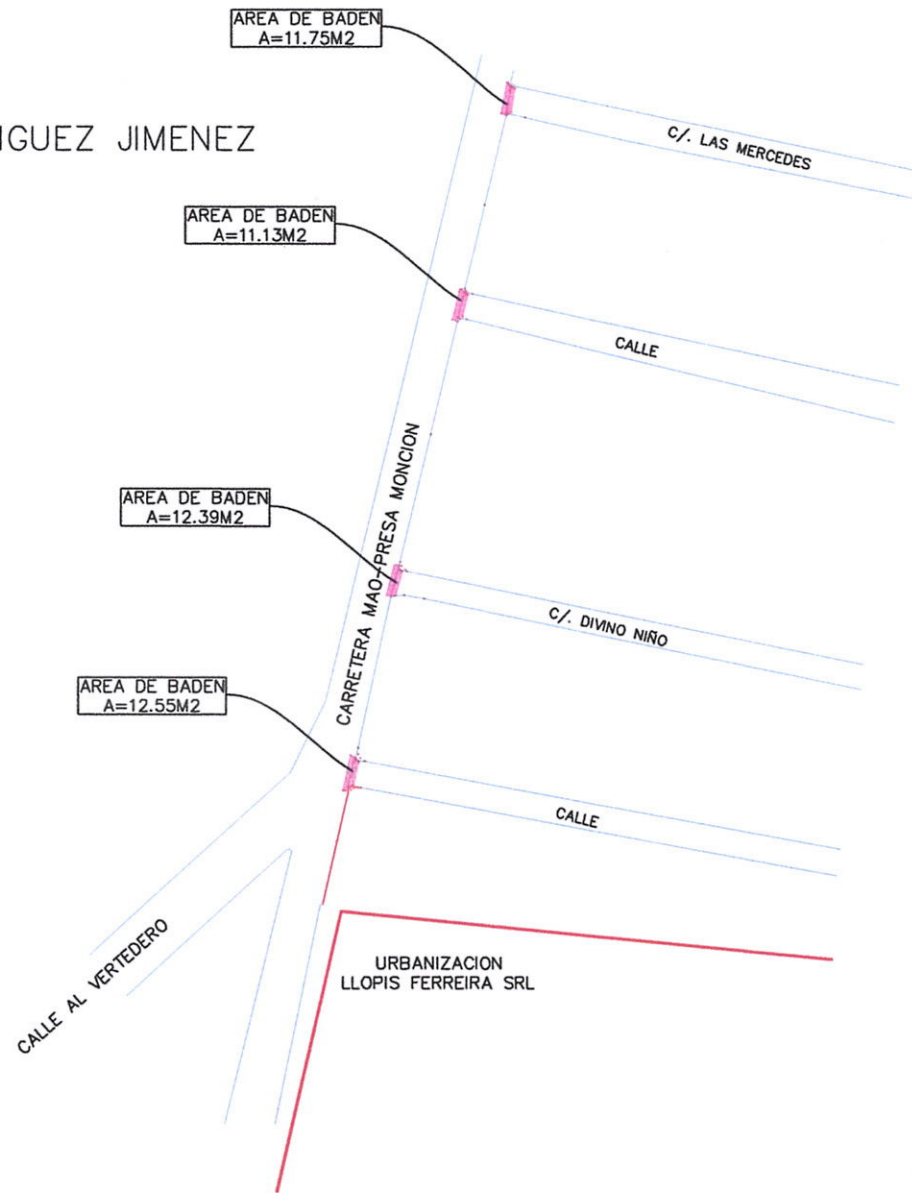 AREA DE BADEN
A=11.75M2
C/. LAS MERCEDES
IGUEZ JIMENEZ
AREA DE BADEN
A=11.13M2
CALLE
CARRETERA MAO-PRESA MONCION
AREA DE BADEN
A=12.39M2
C/. DIVINO NIÑO
AREA DE BADEN
A=12.55M2
CALLE
CALLE AL VERTEDERO
URBANIZACION
LLOPIS FERREIRA SRL